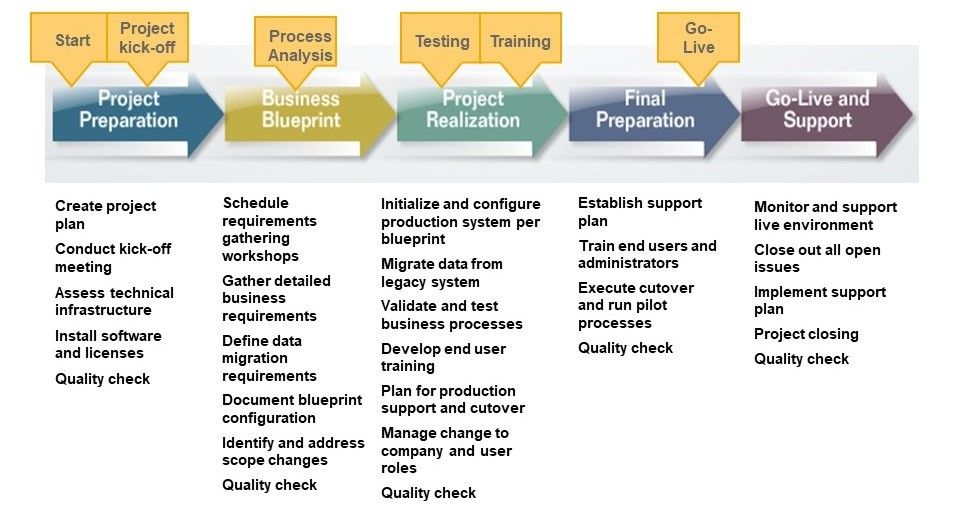 Start
Project
kick-off
Process
Analysis
Testing
Training
Go-
Live
Project
Preparation
Business
Blueprint
Project
Realization
Final
Preparation
Go-Live and
Support
Create project
plan
Conduct kick-off
meeting
Assess technical
infrastructure
Install software
and licenses
Quality check
Schedule
requirements
gathering
workshops
Gather detailed
business
requirements
Define data
migration
requirements
Document blueprint
configuration
Identify and address
scope changes
Quality check
Initialize and configure
production system per
blueprint
Migrate data from
legacy system
Validate and test
business processes
Develop end user
training
Plan for production
support and cutover
Manage change to
company and user
roles
Quality check
Establish support
plan
Train end users and
administrators
Execute cutover
and run pilot
processes
Quality check
Monitor and support
live environment
Close out all open
issues
Implement support
plan
Project closing
Quality check